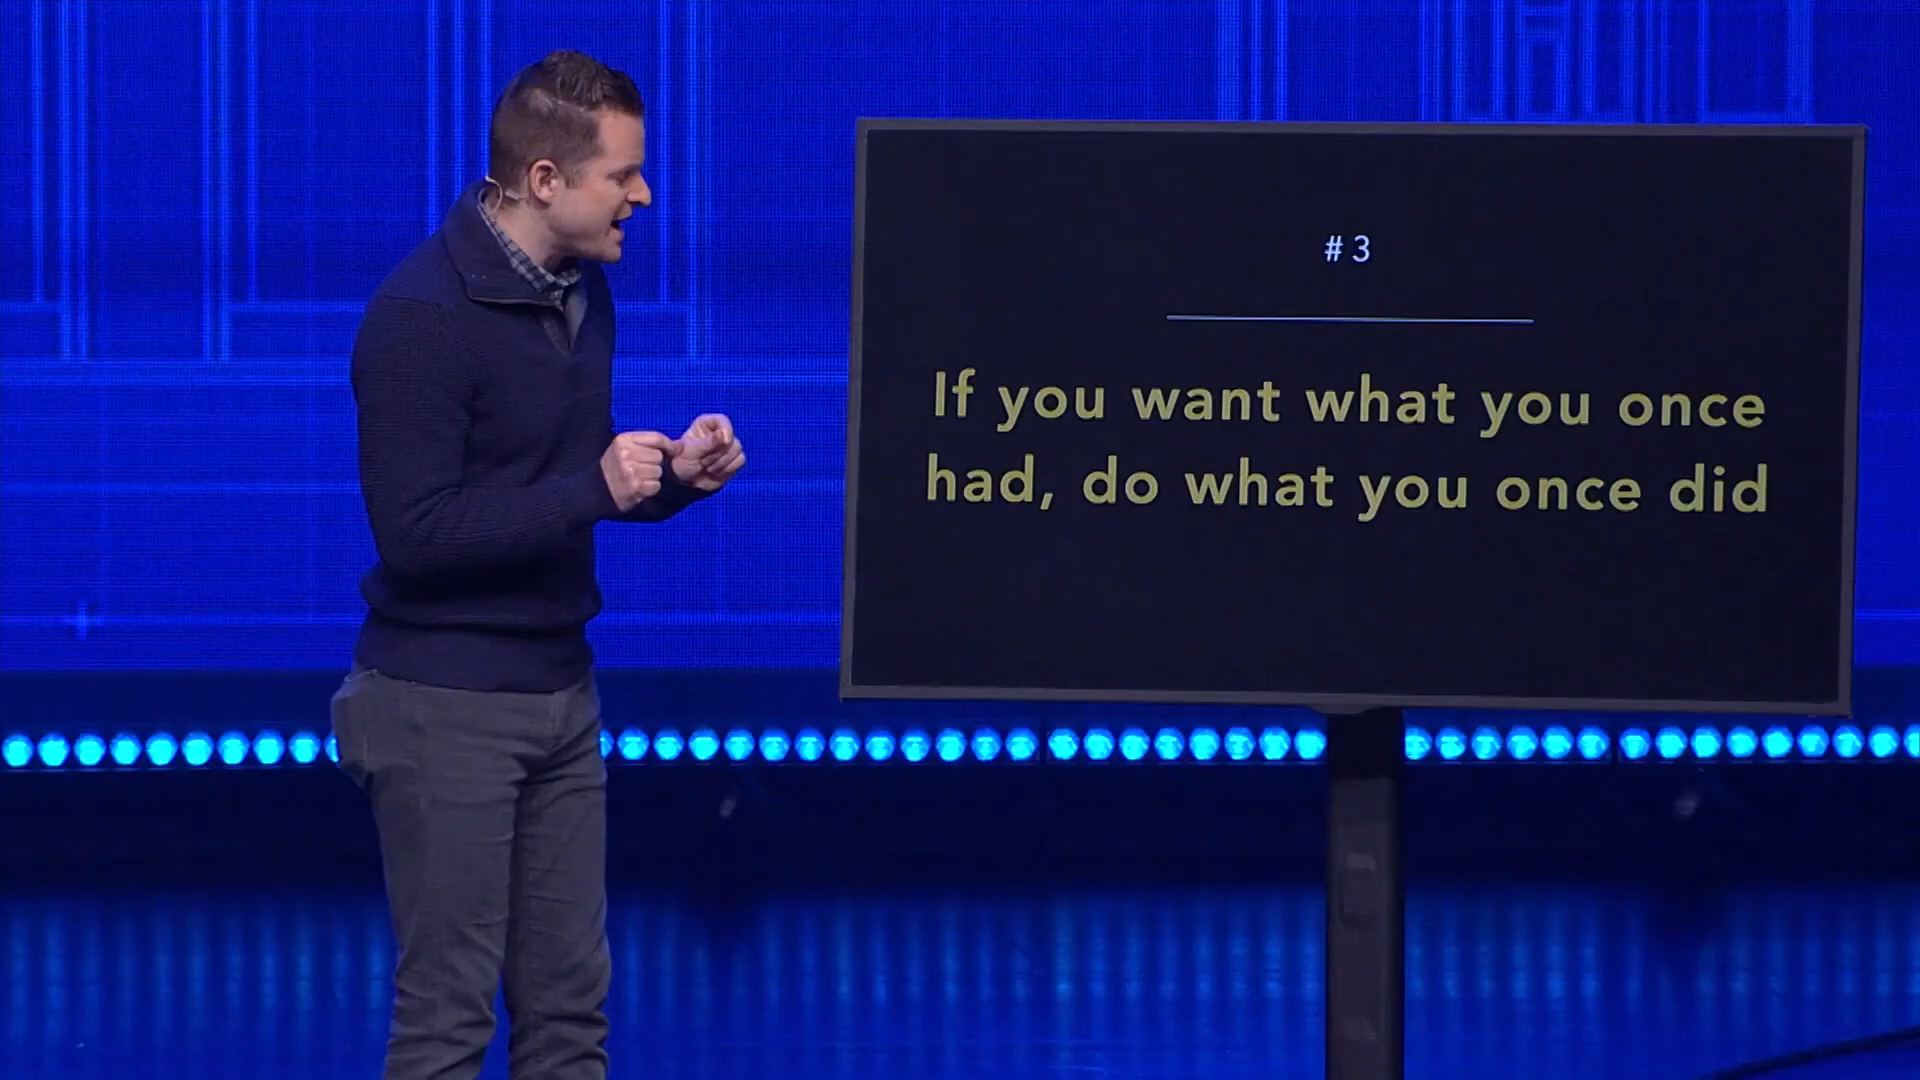 # 3
If you want what you once
had, do what you once did